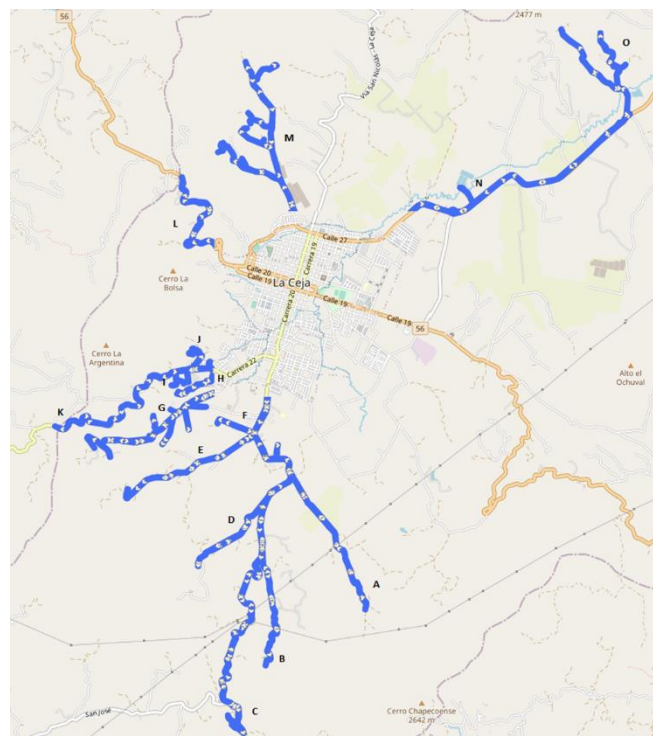 2477 m
O
56
Vía San Nicolás - La Ceja
M
N
L
Calle 27
Carrera 19
Calle 20
Calle 19
La Ceja
Cerro La
Bolsa
Carrera 20
Calle 19
56
Calle 19
J
Cerro La
Argentina
Carrera 22
Alto el
Ochuval
I
H
K
G
F
E
D
A
B
San José
C
Cerro Chapecoense
2642 m